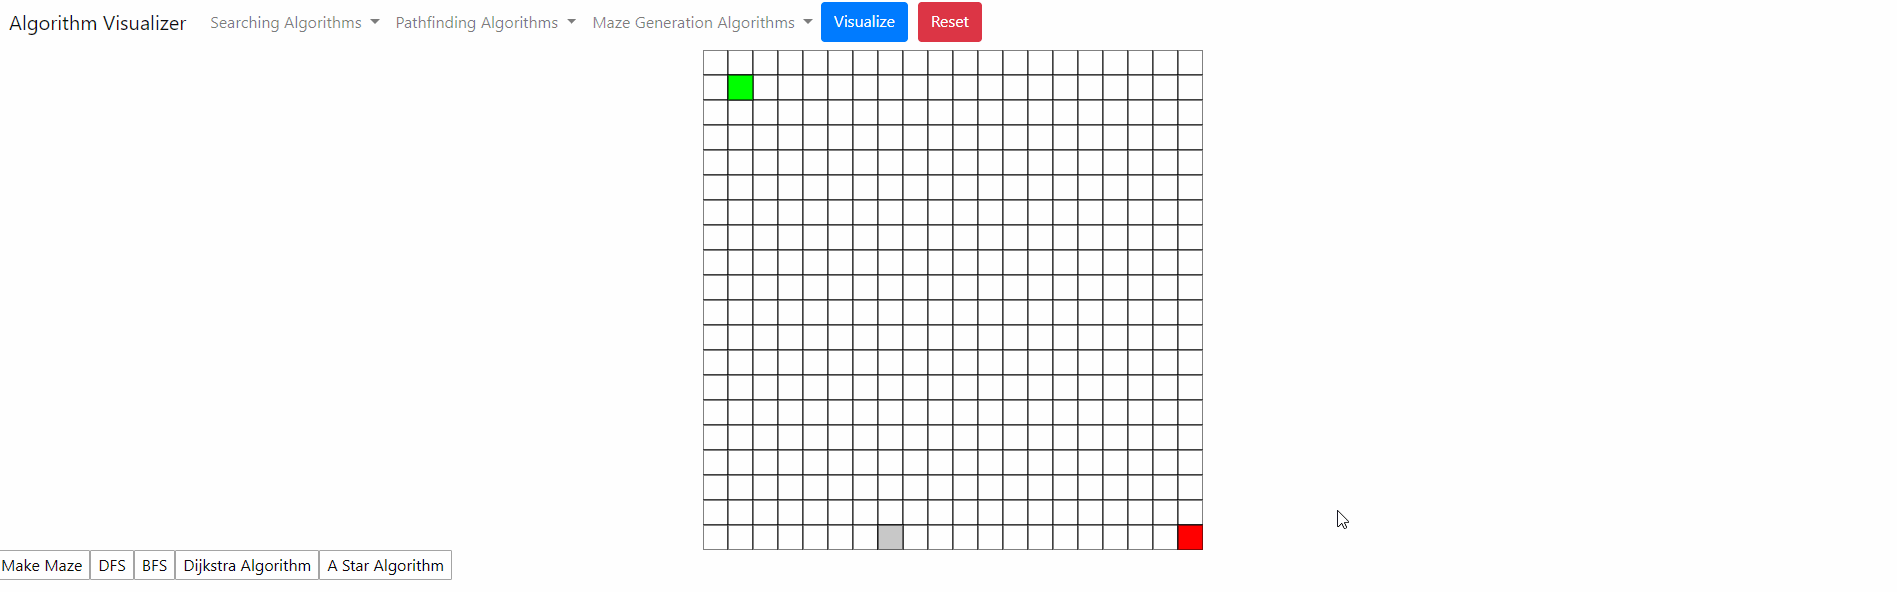 Algorithm Visualizer Searching Algorithms Pathfinding Algorithms Maze Generation Algorithms Visualize Reset
Make Maze DFS BFS Dijkstra Algorithm A Star Algorithm